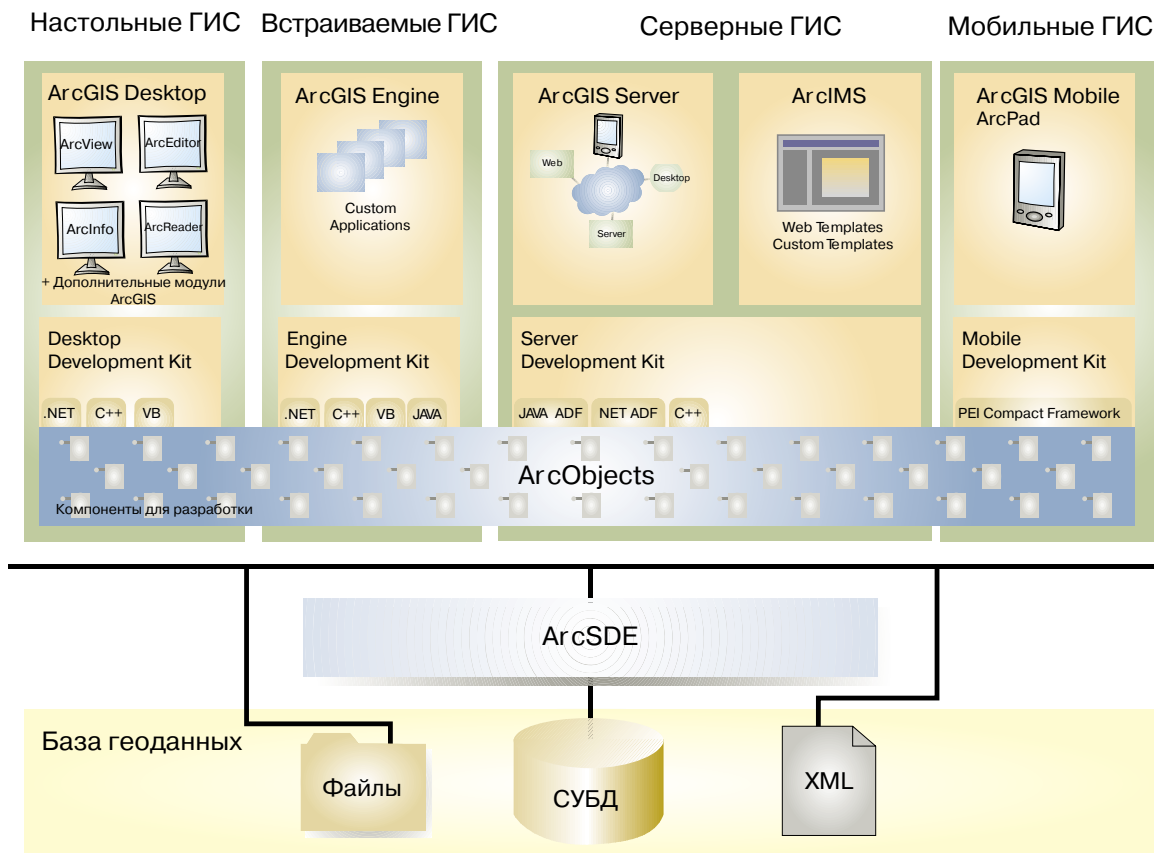 Настольные ГИС
Встраиваемые ГИС
Серверные ГИС
Мобильные ГИС
ArcGIS Desktop
ArcView
ArcEditor
ArcInfo
ArcReader
+ Дополнительные модули
ArcGIS
ArcGIS Engine
Custom
Applications
ArcGIS Server
Web
Desktop
Server
ArcIMS
Web Templates
Custom Templates
ArcGIS Mobile
ArcPad
Desktop
Development Kit
.NET
C++
VB
Engine
Development Kit
.NET
C++
VB
JAVA
Server
Development Kit
JAVA ADF
NET ADF
C++
Mobile
Development Kit
PEI Compact Framework
ArcObjects
Компоненты для разработки
ArcSDE
База геоданных
Файлы
СУБД
XML